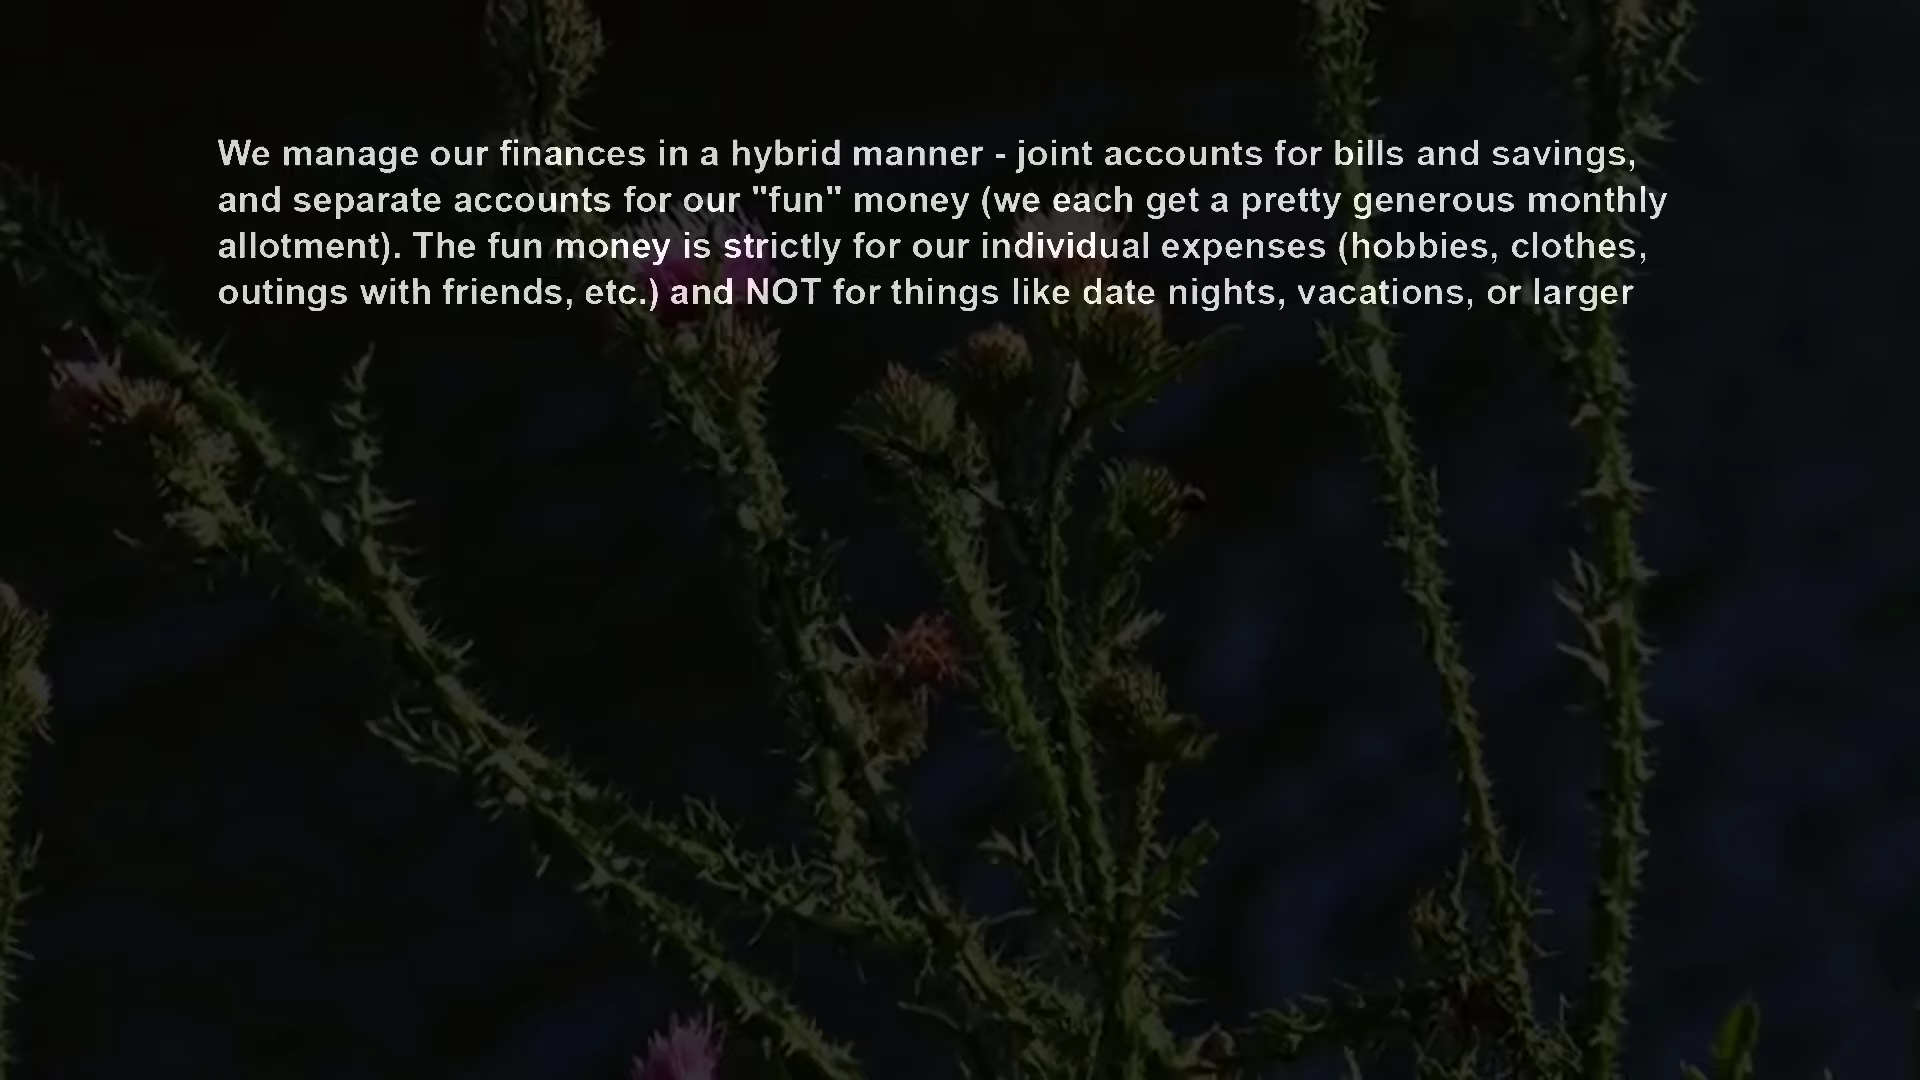 We manage our finances in a hybrid manner - joint accounts for bills and savings,
and separate accounts for our "fun" money (we each get a pretty generous monthly
allotment). The fun money is strictly for our individual expenses (hobbies, clothes,
outings with friends, etc.) and NOT for things like date nights, vacations, or larger